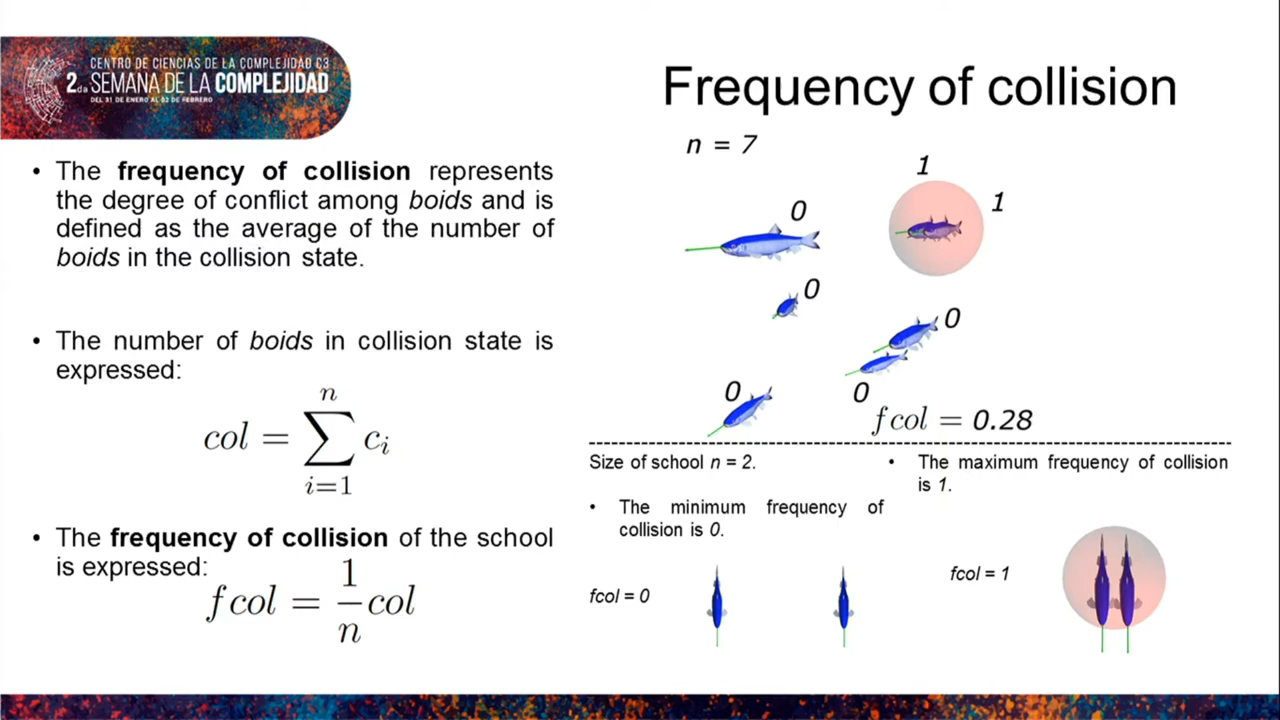 CENTRO DE CIENCIAS DE LA COMPLEJIDAD C3
2.da SEMANA DE LA COMPLEJIDAD
DEL 31 DE ENERO AL 02 DE FEBRERO
Frequency of collision
• The frequency of collision represents
the degree of conflict among boids and is
defined as the average of the number of
boids in the collision state.
• The number of boids in collision state is
expressed:
col = \sum_{i=1}^{n} c_i
• The frequency of collision of the school
is expressed:
fcol = \frac{1}{n} col
n = 7
1
1
0
0
0
0
0
fcol = 0.28
Size of school n = 2.
• The minimum frequency of
collision is 0.
fcol = 0
• The maximum frequency of collision
is 1.
fcol = 1